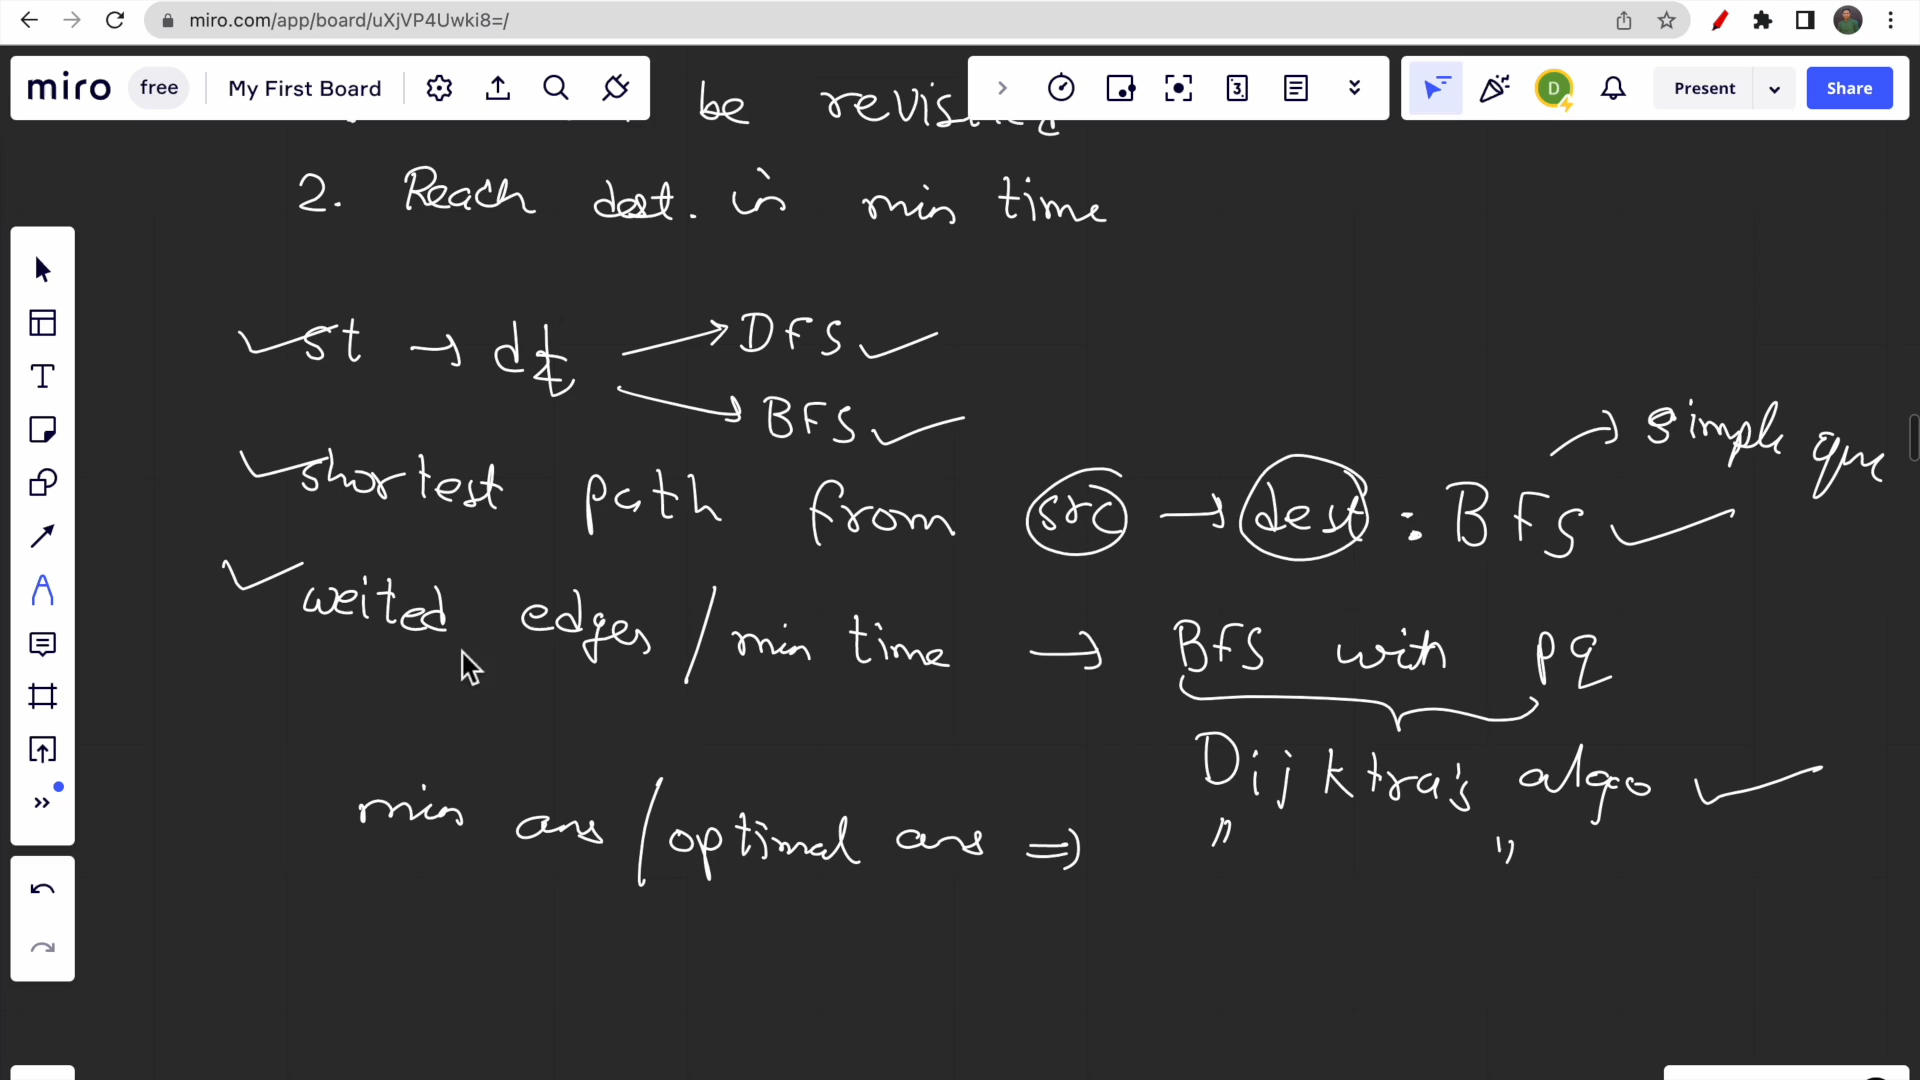 miro.com/app/board/uXjVP4Uwki8=/
miro free My First Board
3
D
Present
Share
be revisited
2. Reach dest. in min time
st → dt → DFS
→ BFS
→ simple que
shortest path from src → dest : BFS
weited edges / min time → BFS with pq
Dijktra's algo
min ans / optimal ans ⇒ " "